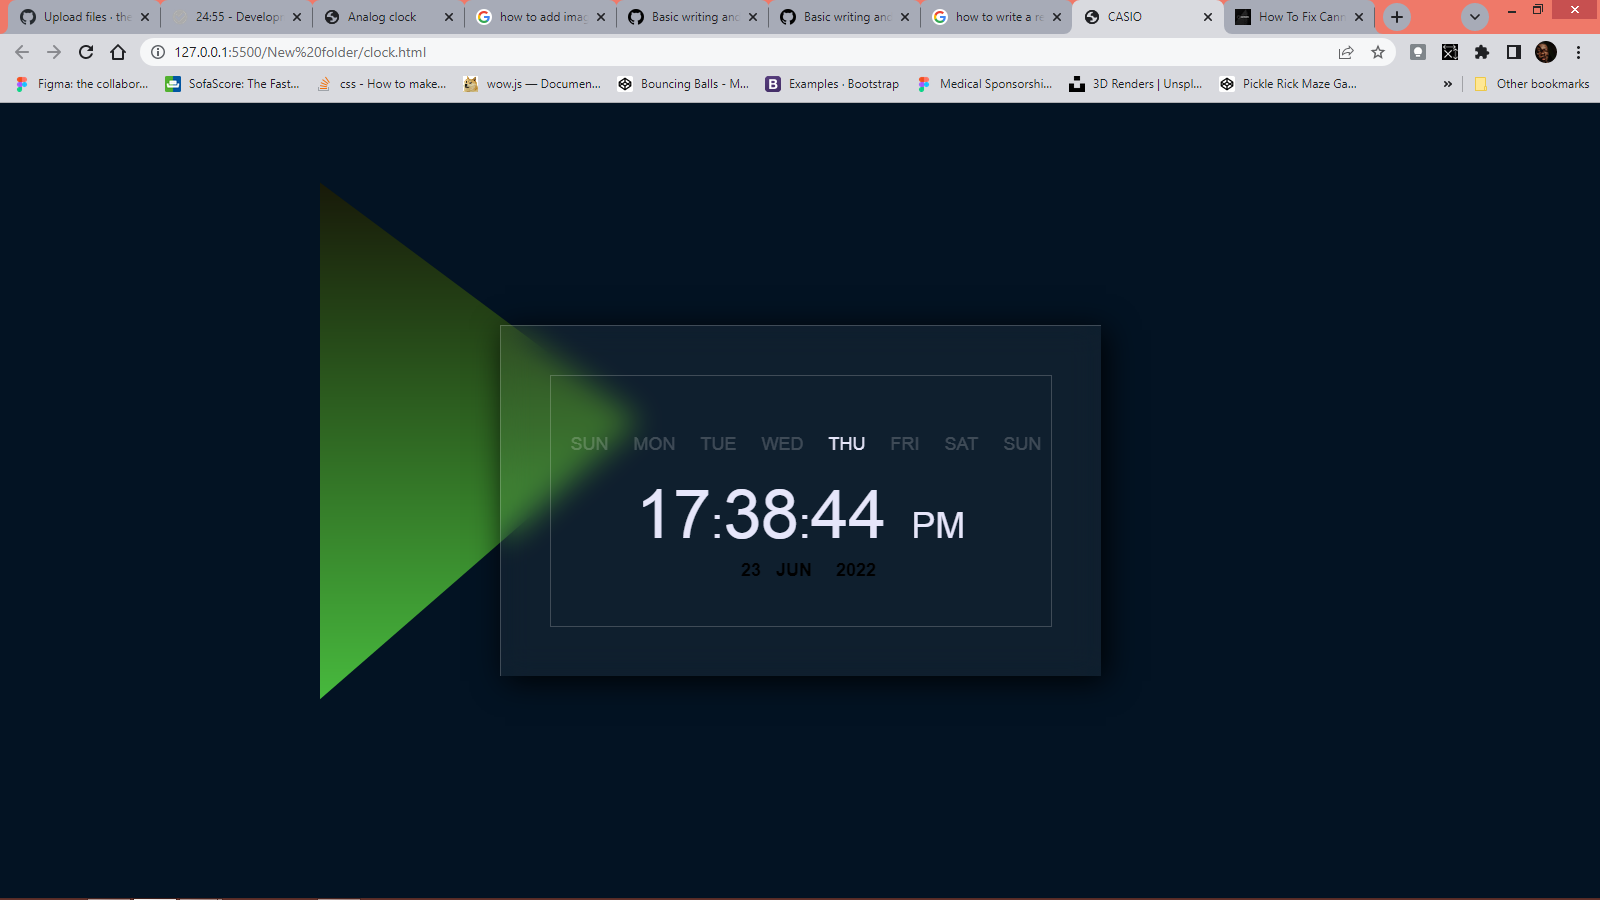 Upload files · the
24:55 - Developm
Analog clock
how to add imag
Basic writing and
Basic writing and
how to write a re
CASIO
How To Fix Cann
127.0.0.1:5500/New%20folder/clock.html
Figma: the collabor...
SofaScore: The Fast...
css - How to make...
wow.js — Documen...
Bouncing Balls - M...
Examples · Bootstrap
Medical Sponsorshi...
3D Renders | Unspl...
Pickle Rick Maze Ga...
»
Other bookmarks
SUN MON TUE WED THU FRI SAT SUN
17:38:44 PM
23 JUN 2022